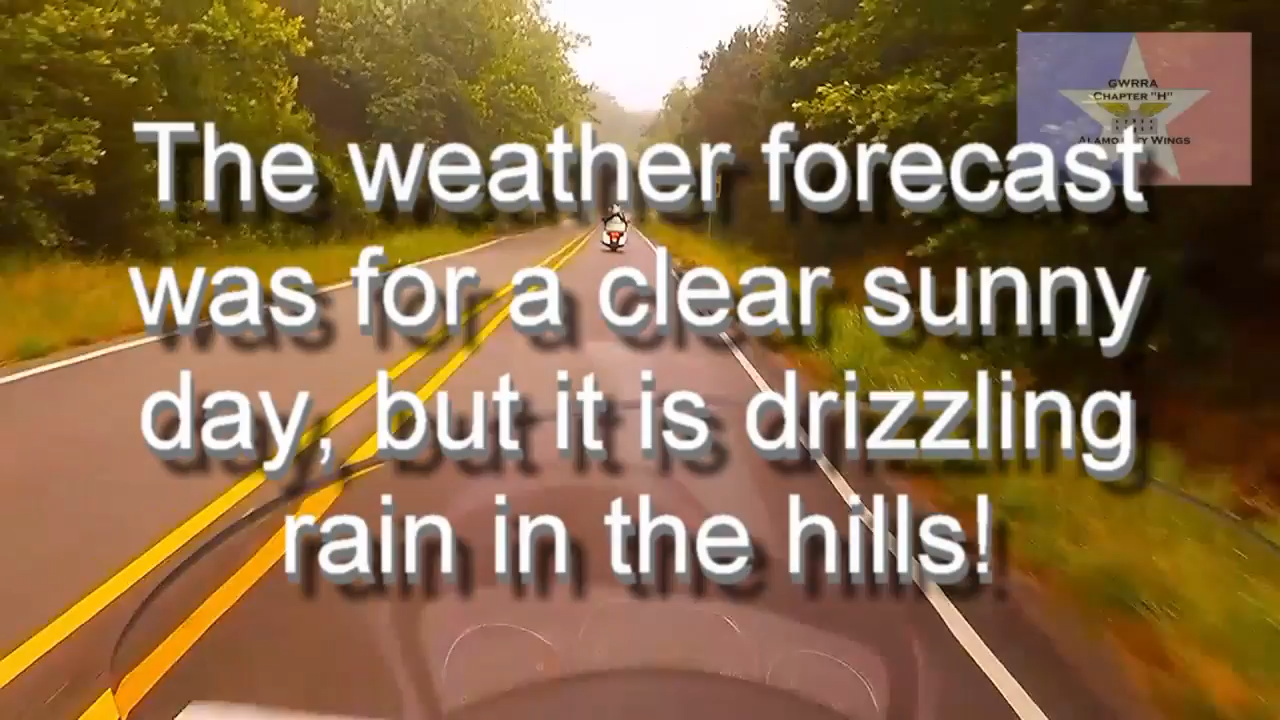 GWRRA
CHAPTER "H"
The weather forecast
was for a clear sunny
day, but it is drizzling
rain in the hills!